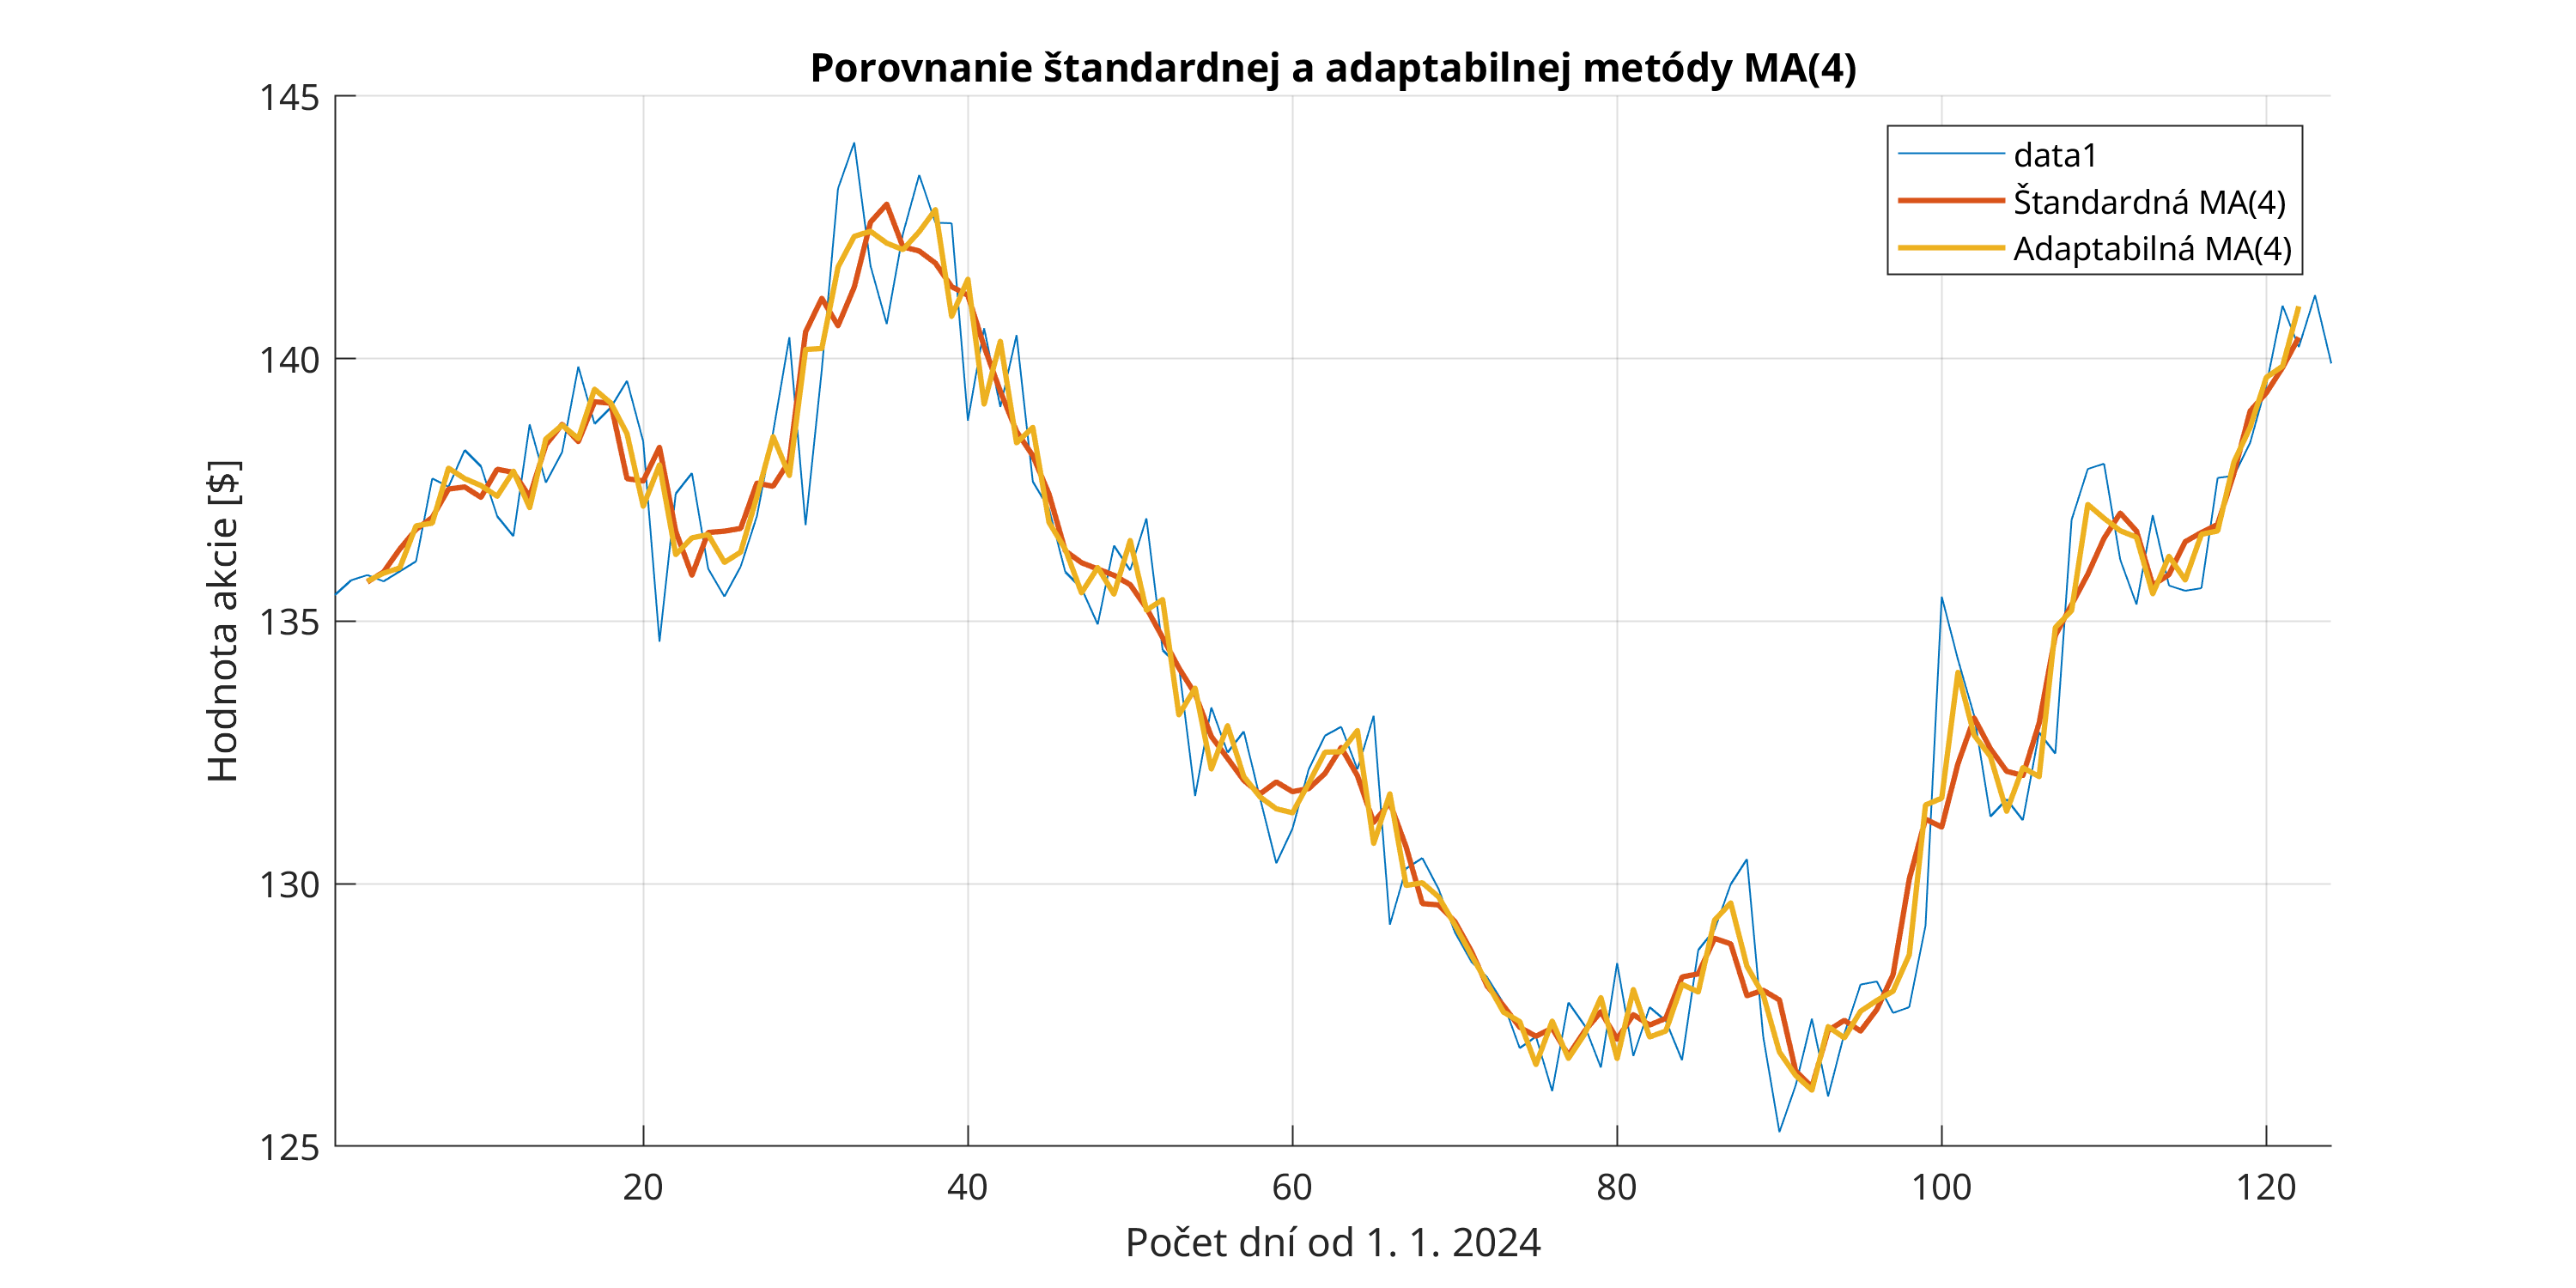 Porovnanie štandardnej a adaptabilnej metódy MA(4)
145
140
135
130
125
Hodnota akcie [$]
data1
Štandardná MA(4)
Adaptabilná MA(4)
20 40 60 80 100 120
Počet dní od 1. 1. 2024